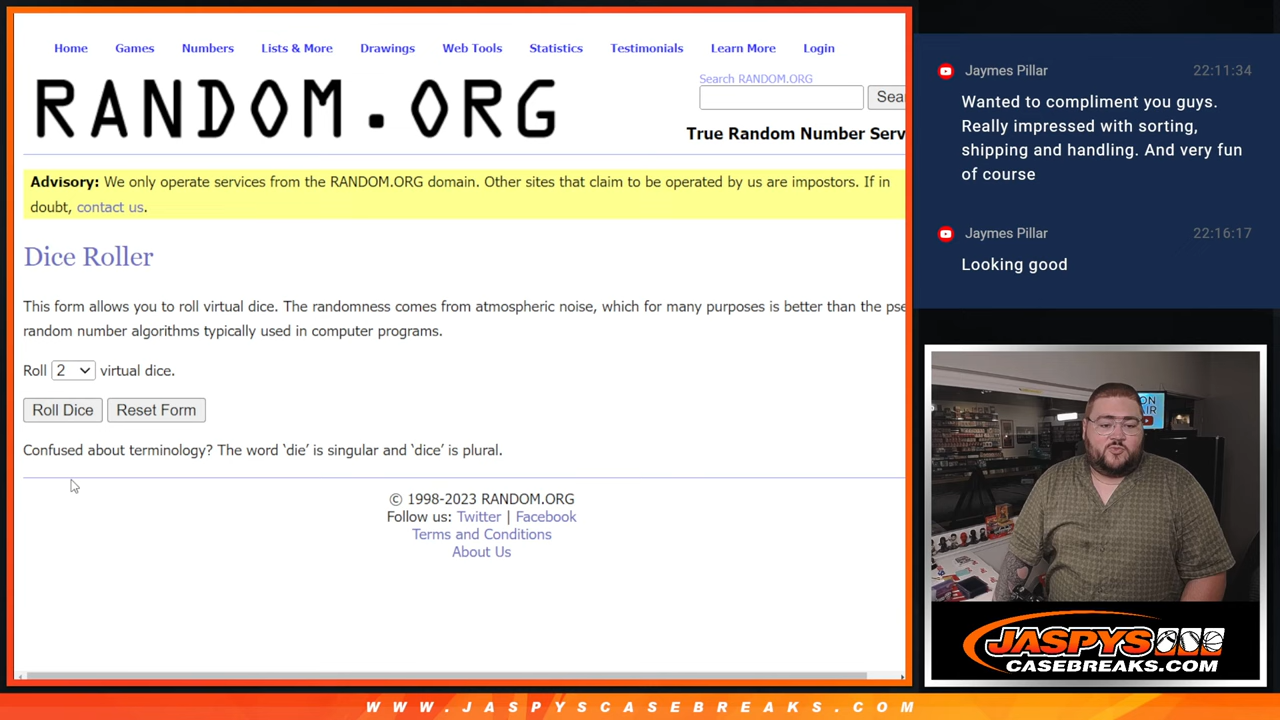 Home Games Numbers Lists & More Drawings Web Tools Statistics Testimonials Learn More Login
RANDOM.ORG
Search RANDOM.ORG
Sea
True Random Number Serv
Advisory: We only operate services from the RANDOM.ORG domain. Other sites that claim to be operated by us are impostors. If in
doubt, contact us.
Dice Roller
This form allows you to roll virtual dice. The randomness comes from atmospheric noise, which for many purposes is better than the pse
random number algorithms typically used in computer programs.
Roll 2 virtual dice.
Roll Dice Reset Form
Confused about terminology? The word ‘die’ is singular and ‘dice’ is plural.
© 1998-2023 RANDOM.ORG
Follow us: Twitter | Facebook
Terms and Conditions
About Us
Jaymes Pillar 22:11:34
Wanted to compliment you guys.
Really impressed with sorting,
shipping and handling. And very fun
of course
Jaymes Pillar 22:16:17
Looking good
ON
AIR
JASPYS
CASEBREAKS.COM
WWW.JASPYSCASEBREAKS.COM